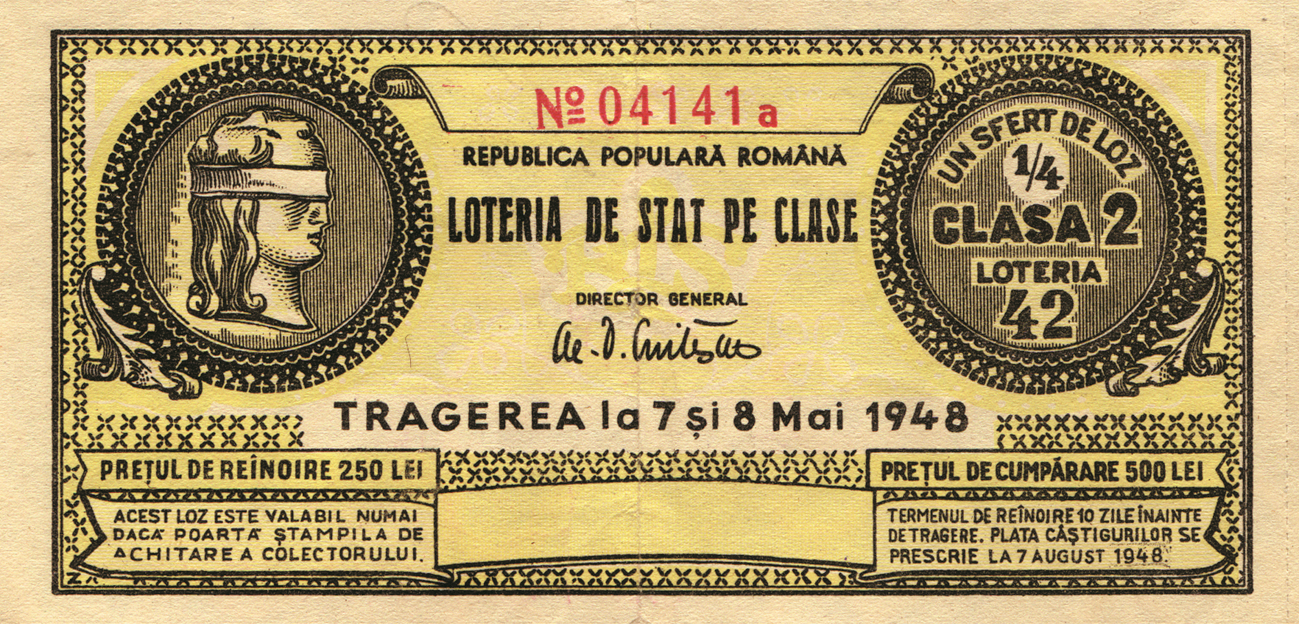 № 04141 a
REPUBLICA POPULARĂ ROMÂNĂ
LOTERIA DE STAT PE CLASE
DIRECTOR GENERAL
UN SFERT DE LOZ
1/4
CLASA 2
LOTERIA
42
TRAGEREA la 7 și 8 Mai 1948
PREȚUL DE REÎNOIRE 250 LEI
ACEST LOZ ESTE VALABIL NUMAI
DACĂ POARTĂ ȘTAMPILA DE
ACHITARE A COLECTORULUI.
PREȚUL DE CUMPĂRARE 500 LEI
TERMENUL DE REÎNOIRE 10 ZILE ÎNAINTE
DE TRAGERE. PLATA CÂȘTIGURILOR SE
PRESCRIE LA 7 AUGUST 1948.